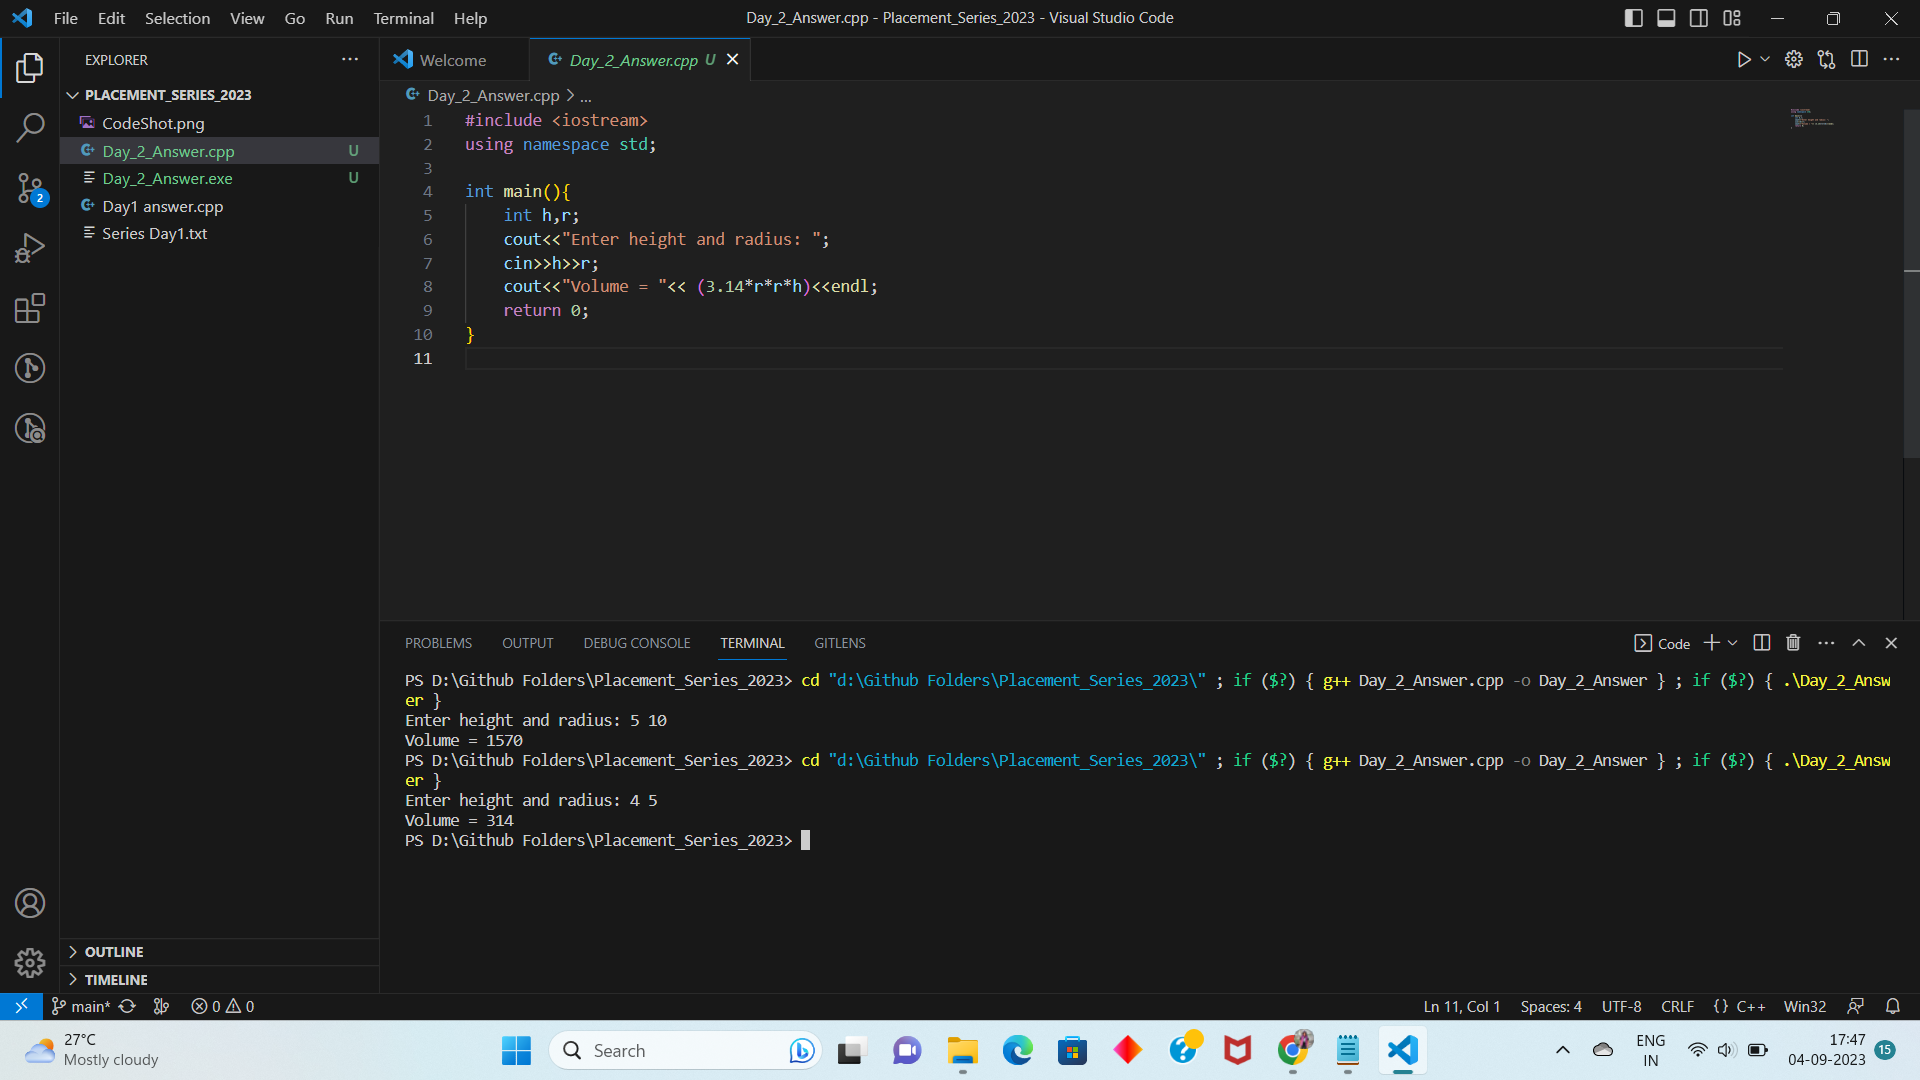 File Edit Selection View Go Run Terminal Help
Day_2_Answer.cpp - Placement_Series_2023 - Visual Studio Code
EXPLORER
PLACEMENT_SERIES_2023
CodeShot.png
Day_2_Answer.cpp U
Day_2_Answer.exe U
Day1 answer.cpp
Series Day1.txt
2
OUTLINE
TIMELINE
Welcome
Day_2_Answer.cpp U
Day_2_Answer.cpp > ...
1 #include <iostream>
2 using namespace std;
3
4 int main(){
5 int h,r;
6 cout<<"Enter height and radius: ";
7 cin>>h>>r;
8 cout<<"Volume = "<< (3.14*r*r*h)<<endl;
9 return 0;
10 }
11
PROBLEMS OUTPUT DEBUG CONSOLE TERMINAL GITLENS
Code
PS D:\Github Folders\Placement_Series_2023> cd "d:\Github Folders\Placement_Series_2023\" ; if ($?) { g++ Day_2_Answer.cpp -o Day_2_Answer } ; if ($?) { .\Day_2_Answ
er }
Enter height and radius: 5 10
Volume = 1570
PS D:\Github Folders\Placement_Series_2023> cd "d:\Github Folders\Placement_Series_2023\" ; if ($?) { g++ Day_2_Answer.cpp -o Day_2_Answer } ; if ($?) { .\Day_2_Answ
er }
Enter height and radius: 4 5
Volume = 314
PS D:\Github Folders\Placement_Series_2023>
main* 0 0
Ln 11, Col 1 Spaces: 4 UTF-8 CRLF {} C++ Win32
27°C
Mostly cloudy
Search
ENG
IN
17:47
04-09-2023
15